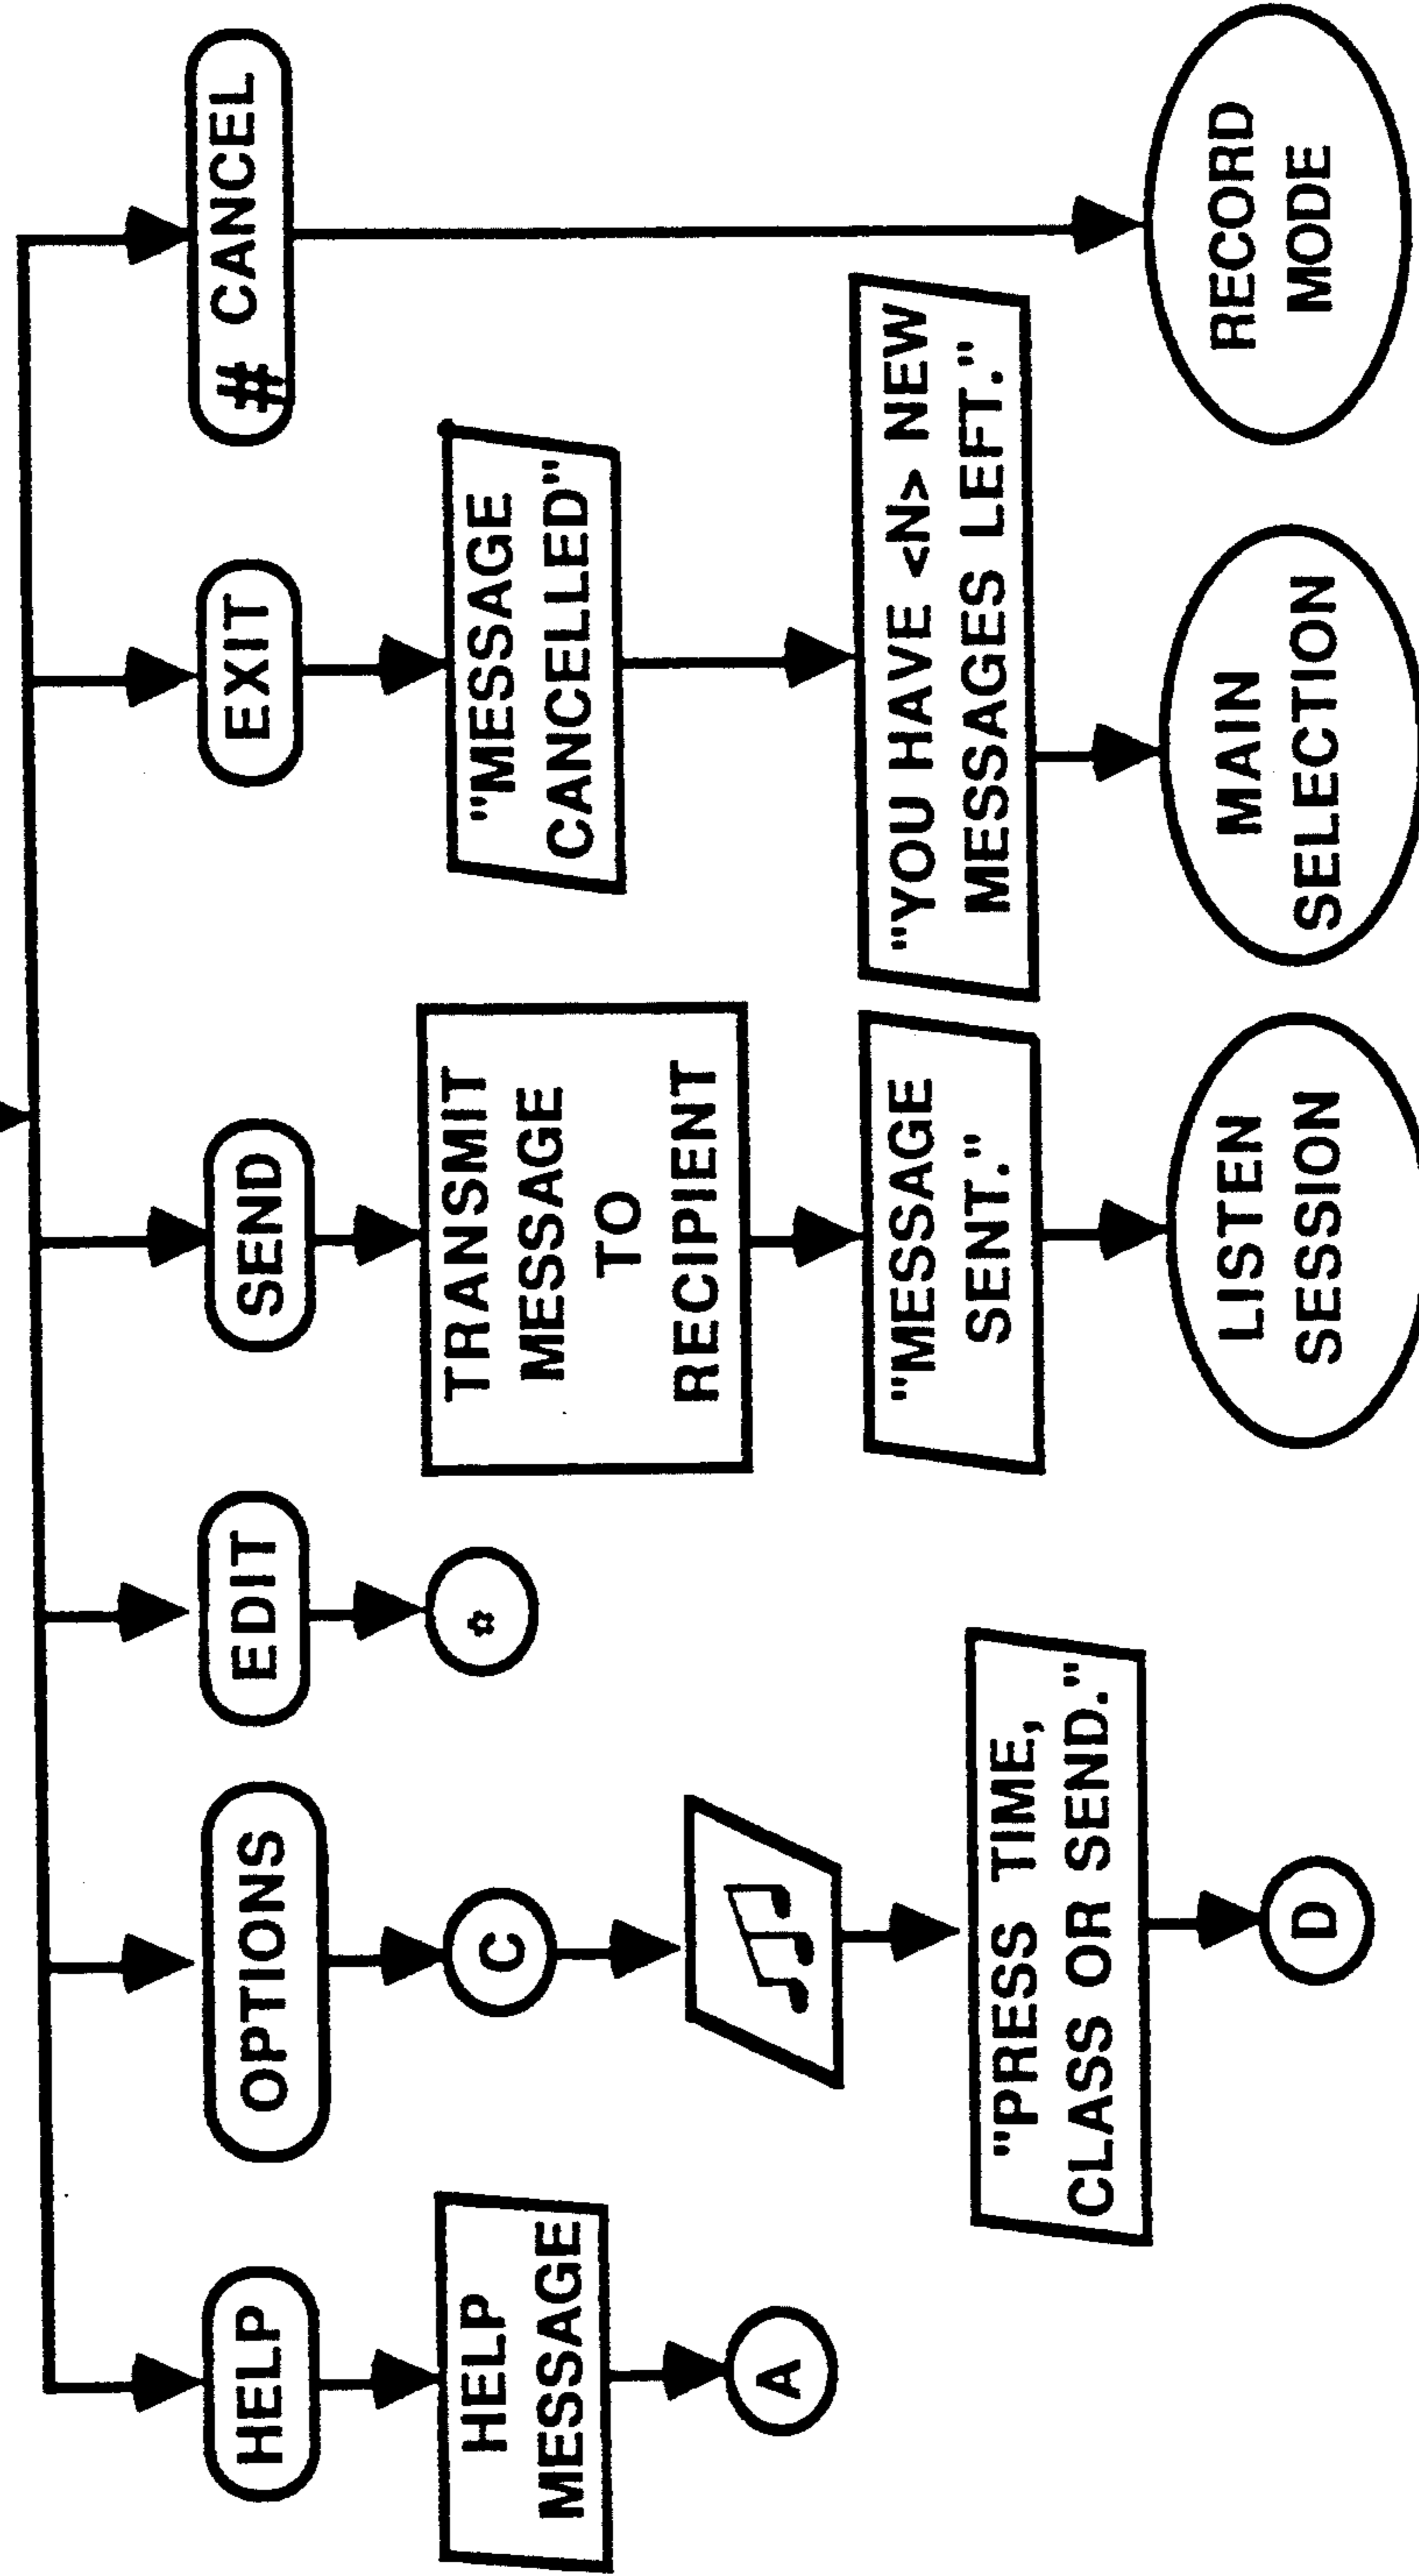 HELP
HELP
MESSAGE
A
OPTIONS
C
"PRESS TIME,
CLASS OR SEND."
D
EDIT
*
SEND
TRANSMIT
MESSAGE
TO
RECIPIENT
"MESSAGE
SENT."
LISTEN
SESSION
EXIT
"MESSAGE
CANCELLED"
"YOU HAVE <N> NEW
MESSAGES LEFT."
MAIN
SELECTION
# CANCEL
RECORD
MODE